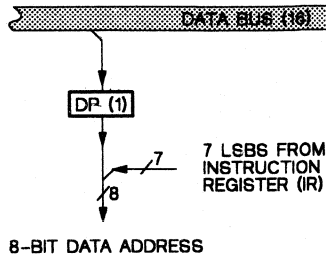 DATA BUS (16)
DP (1)
7
7 LSBS FROM
INSTRUCTION
REGISTER (IR)
8
8-BIT DATA ADDRESS